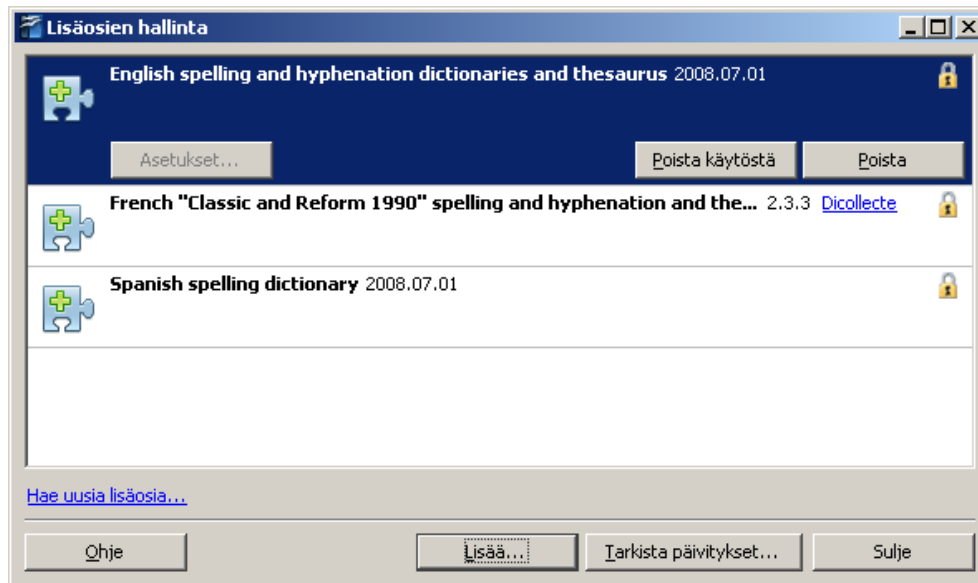 Lisäosien hallinta
English spelling and hyphenation dictionaries and thesaurus 2008.07.01
Asetukset... Poista käytöstä Poista
French "Classic and Reform 1990" spelling and hyphenation and the... 2.3.3 Dicollecte
Spanish spelling dictionary 2008.07.01
Hae uusia lisäosia...
Ohje Lisää... Tarkista päivitykset... Sulje